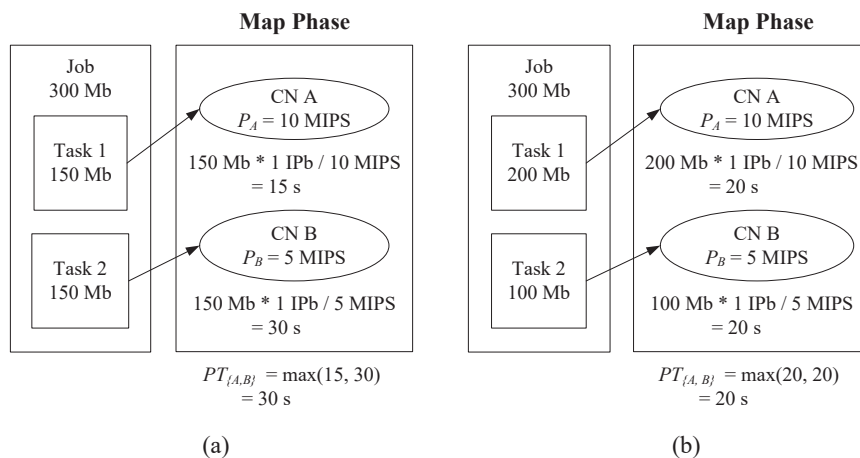 Map Phase
Job
300 Mb
Task 1
150 Mb
Task 2
150 Mb
CN A
P_A = 10 MIPS
150 Mb * 1 IPb / 10 MIPS
= 15 s
CN B
P_B = 5 MIPS
150 Mb * 1 IPb / 5 MIPS
= 30 s
PT_{A,B} = max(15, 30)
= 30 s
(a)
Map Phase
Job
300 Mb
Task 1
200 Mb
Task 2
100 Mb
CN A
P_A = 10 MIPS
200 Mb * 1 IPb / 10 MIPS
= 20 s
CN B
P_B = 5 MIPS
100 Mb * 1 IPb / 5 MIPS
= 20 s
PT_{A, B} = max(20, 20)
= 20 s
(b)